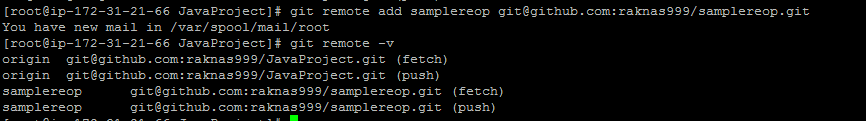 [root@ip-172-31-21-66 JavaProject]# git remote add samplereop git@github.com:raknas999/samplereop.git
You have new mail in /var/spool/mail/root
[root@ip-172-31-21-66 JavaProject]# git remote -v
origin  git@github.com:raknas999/JavaProject.git (fetch)
origin  git@github.com:raknas999/JavaProject.git (push)
samplereop      git@github.com:raknas999/samplereop.git (fetch)
samplereop      git@github.com:raknas999/samplereop.git (push)